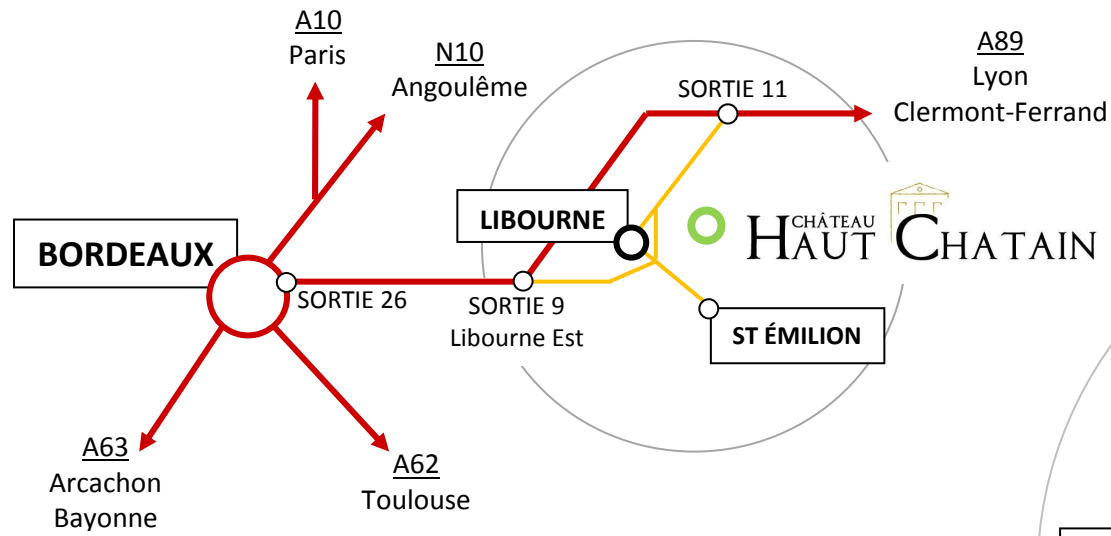 A10
Paris
N10
Angoulême
A89
Lyon
Clermont-Ferrand
SORTIE 11
LIBOURNE
CHÂTEAU
HAUT CHATAIN
BORDEAUX
SORTIE 26
SORTIE 9
Libourne Est
ST ÉMILION
A63
Arcachon
Bayonne
A62
Toulouse